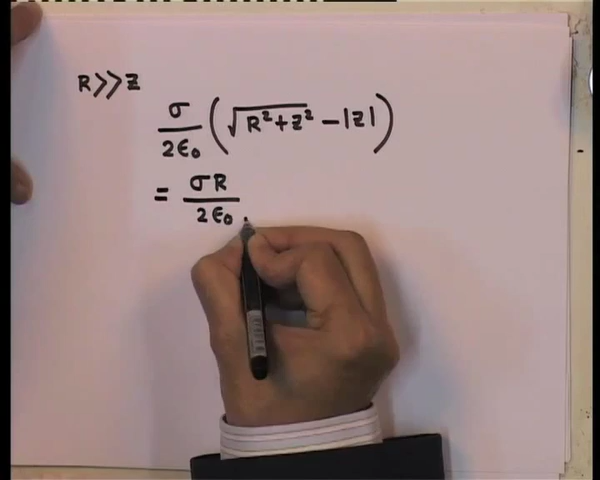 R>>Z
σ/2ε₀ (√R²+Z² - |Z|)
= σR/2ε₀